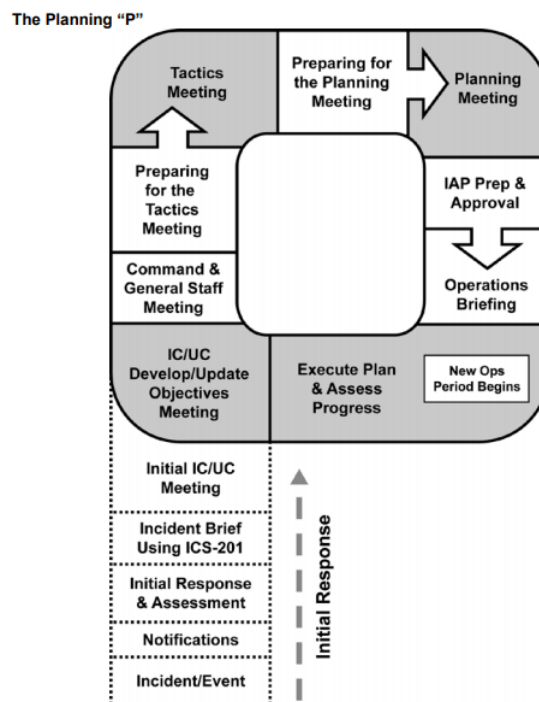 The Planning “P”
Tactics
Meeting
Preparing for
the Planning
Meeting
Planning
Meeting
Preparing
for the
Tactics
Meeting
IAP Prep &
Approval
Command &
General Staff
Meeting
Operations
Briefing
IC/UC
Develop/Update
Objectives
Meeting
Execute Plan
& Assess
Progress
New Ops
Period Begins
Initial IC/UC
Meeting
Incident Brief
Using ICS-201
Initial Response
& Assessment
Notifications
Incident/Event
Initial Response